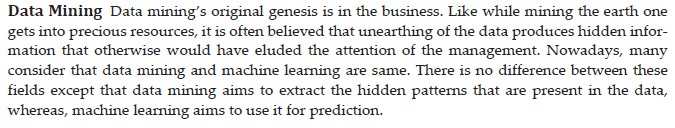 Data Mining Data mining's original genesis is in the business. Like while mining the earth one
gets into precious resources, it is often believed that unearthing of the data produces hidden infor-
mation that otherwise would have eluded the attention of the management. Nowadays, many
consider that data mining and machine learning are same. There is no difference between these
fields except that data mining aims to extract the hidden patterns that are present in the data,
whereas, machine learning aims to use it for prediction.